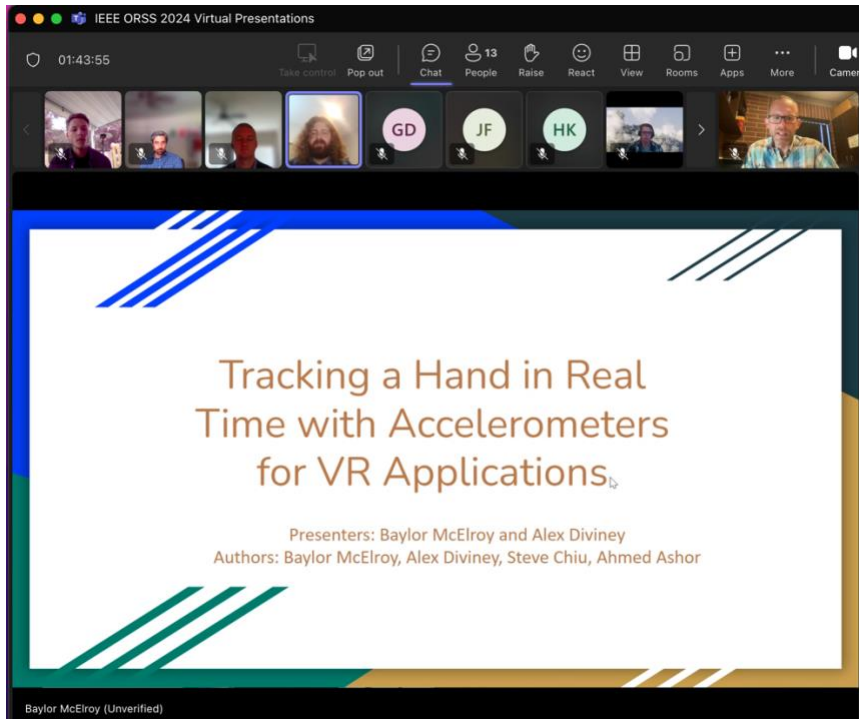 IEEE ORSS 2024 Virtual Presentations
01:43:55
Take control Pop out Chat 13 People Raise React View Rooms Apps More Camer
GD JF HK
Tracking a Hand in Real
Time with Accelerometers
for VR Applications
Presenters: Baylor McElroy and Alex Diviney
Authors: Baylor McElroy, Alex Diviney, Steve Chiu, Ahmed Ashor
Baylor McElroy (Unverified)